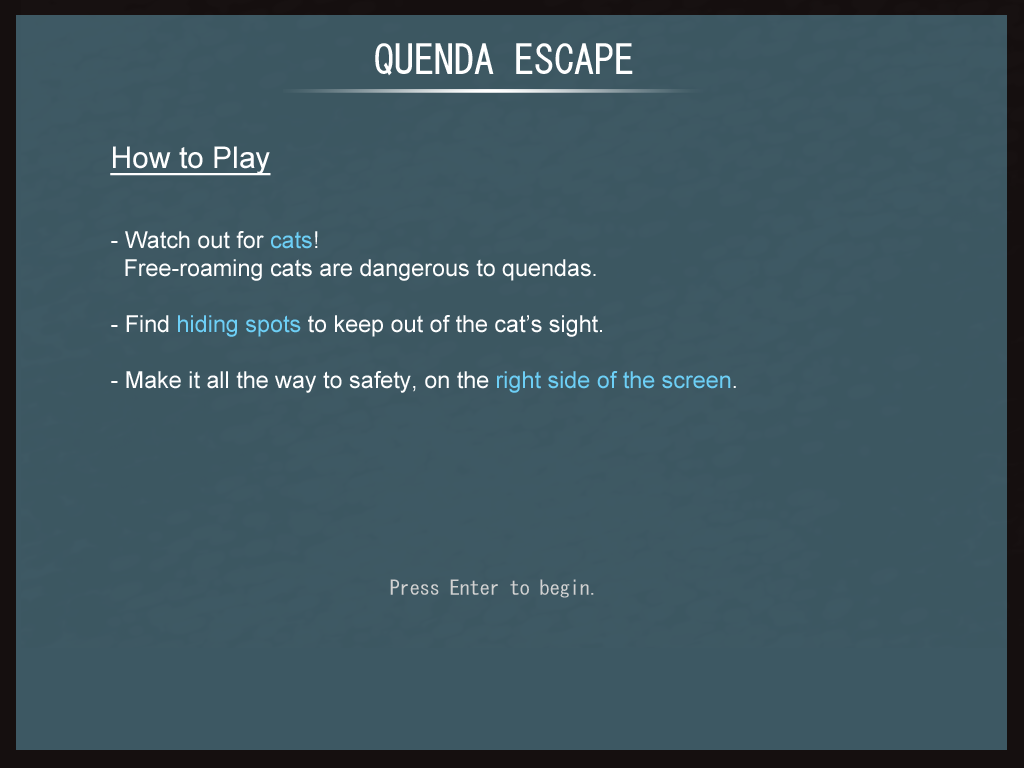 QUENDA ESCAPE
How to Play
- Watch out for cats!
Free-roaming cats are dangerous to quendas.
- Find hiding spots to keep out of the cat’s sight.
- Make it all the way to safety, on the right side of the screen.
Press Enter to begin.